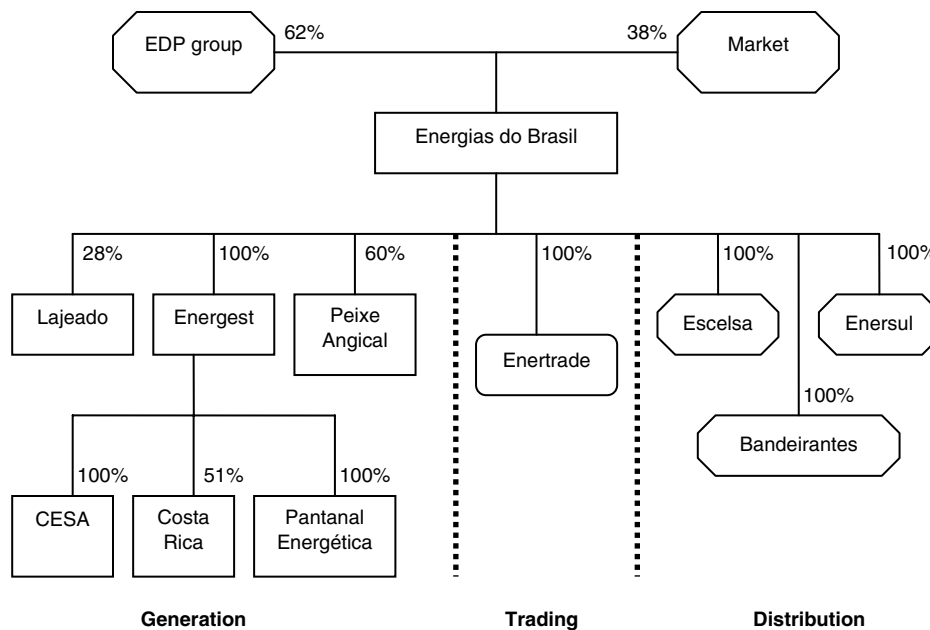 EDP group
62%
38%
Market
Energias do Brasil
28%
100%
60%
100%
100%
100%
Lajeado
Energest
Peixe
Angical
Enertrade
Escelsa
Enersul
100%
Bandeirantes
100%
51%
100%
CESA
Costa
Rica
Pantanal
Energética
Generation
Trading
Distribution